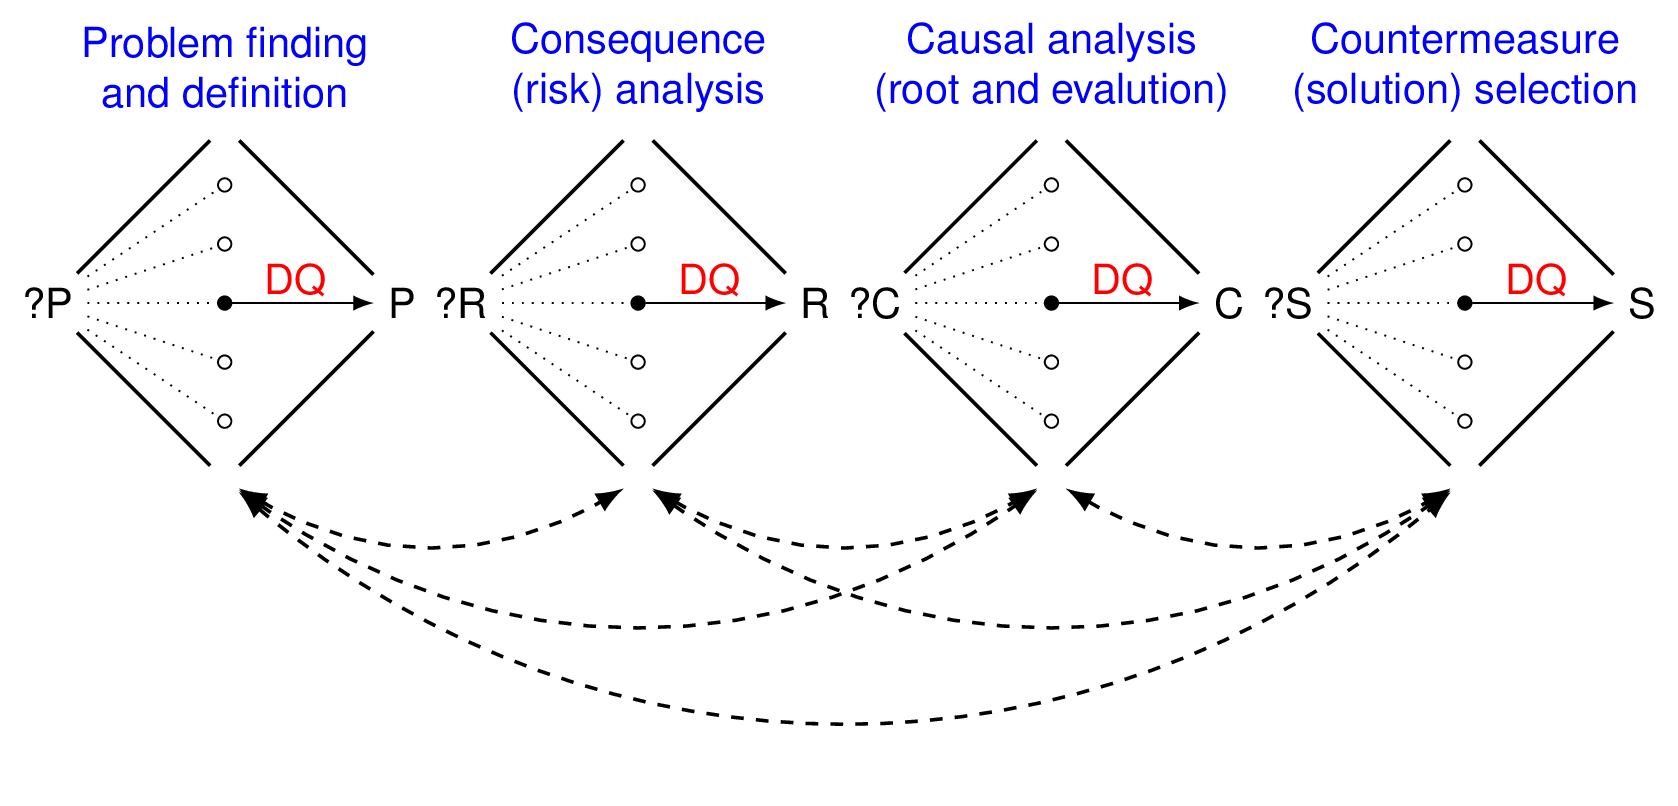 Problem finding
and definition
Consequence
(risk) analysis
Causal analysis
(root and evalution)
Countermeasure
(solution) selection
?P DQ P
?R DQ R
?C DQ C
?S DQ S